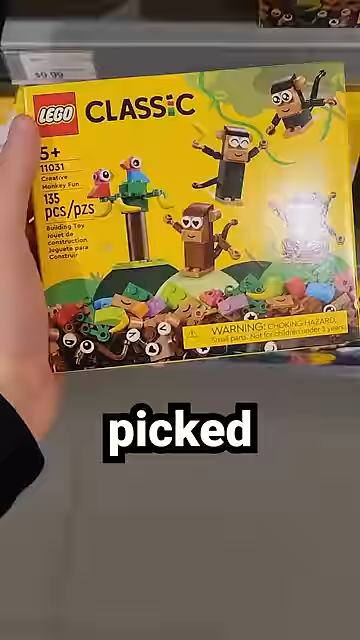 $9.99
LEGO CLASSIC
5+
11031
Creative
Monkey Fun
135
pcs/pzs
Building Toy
Jouet de
construction
Juguete para
Construir
WARNING: CHOKING HAZARD.
Small parts. Not for children under 3 years.
picked